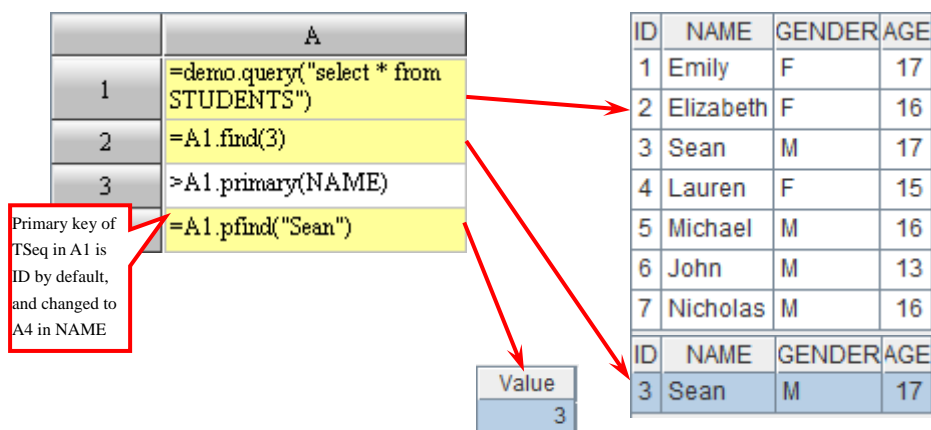 A
1
=demo.query("select * from
STUDENTS")
2
=A1.find(3)
3
>A1.primary(NAME)
=A1.pfind("Sean")
Primary key of
TSeq in A1 is
ID by default,
and changed to
A4 in NAME
ID NAME GENDER AGE
1 Emily F 17
2 Elizabeth F 16
3 Sean M 17
4 Lauren F 15
5 Michael M 16
6 John M 13
7 Nicholas M 16
ID NAME GENDER AGE
3 Sean M 17
Value
3